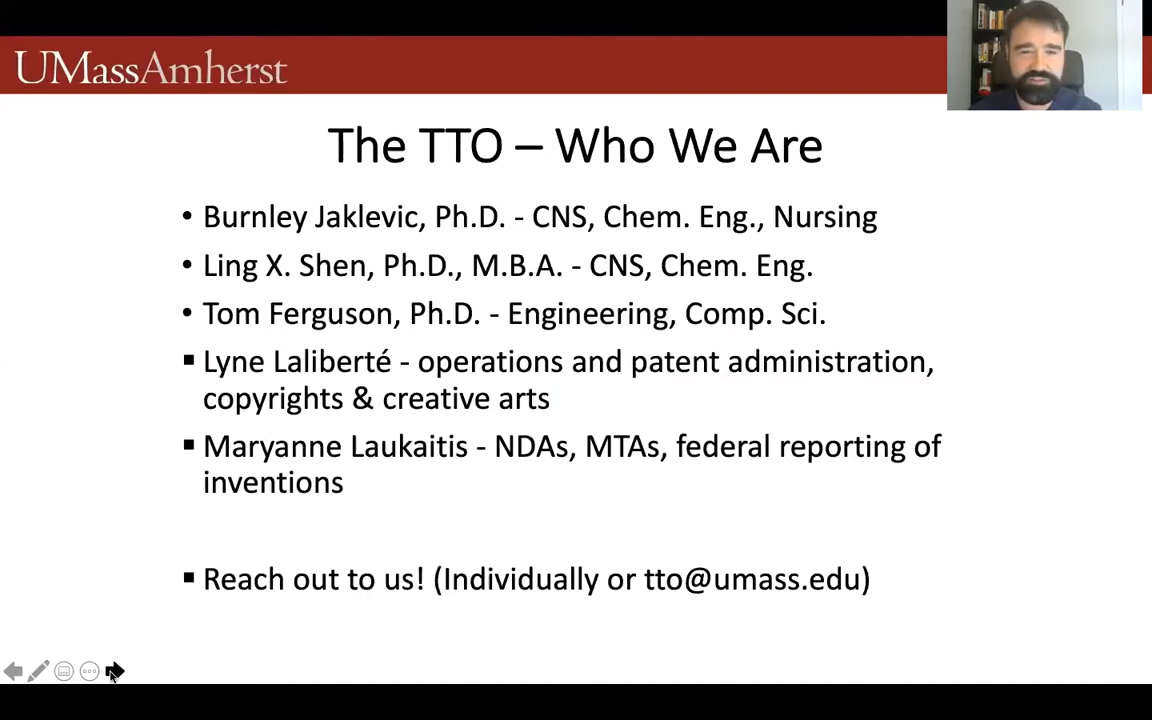 UMassAmherst
The TTO – Who We Are
• Burnley Jaklevic, Ph.D. - CNS, Chem. Eng., Nursing
• Ling X. Shen, Ph.D., M.B.A. - CNS, Chem. Eng.
• Tom Ferguson, Ph.D. - Engineering, Comp. Sci.
▪ Lyne Laliberté - operations and patent administration,
copyrights & creative arts
▪ Maryanne Laukaitis - NDAs, MTAs, federal reporting of
inventions
▪ Reach out to us! (Individually or tto@umass.edu)